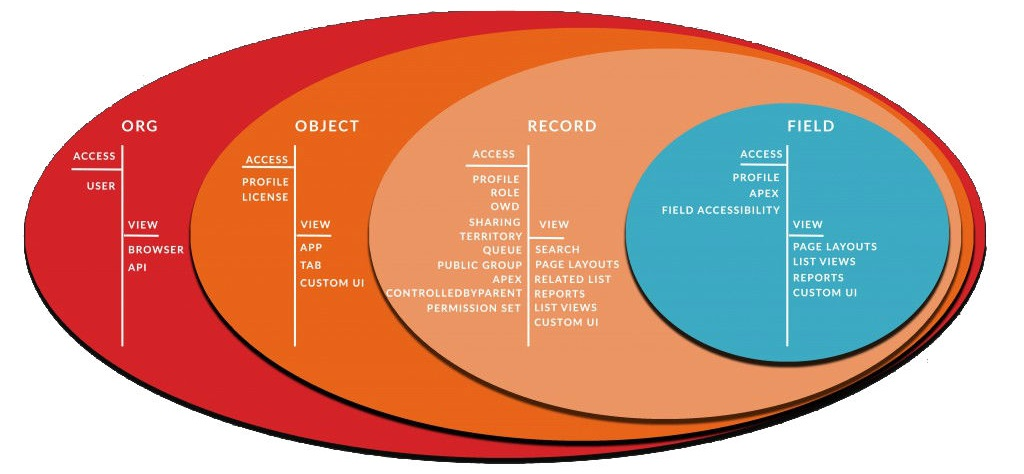 ORG
ACCESS
USER
VIEW
BROWSER
API
OBJECT
ACCESS
PROFILE
LICENSE
VIEW
APP
TAB
CUSTOM UI
RECORD
ACCESS
PROFILE
ROLE
OWD
SHARING
TERRITORY
QUEUE
PUBLIC GROUP
APEX
CONTROLLEDBYPARENT
PERMISSION SET
VIEW
SEARCH
PAGE LAYOUTS
RELATED LIST
REPORTS
LIST VIEWS
CUSTOM UI
FIELD
ACCESS
PROFILE
APEX
FIELD ACCESSIBILITY
VIEW
PAGE LAYOUTS
LIST VIEWS
REPORTS
CUSTOM UI